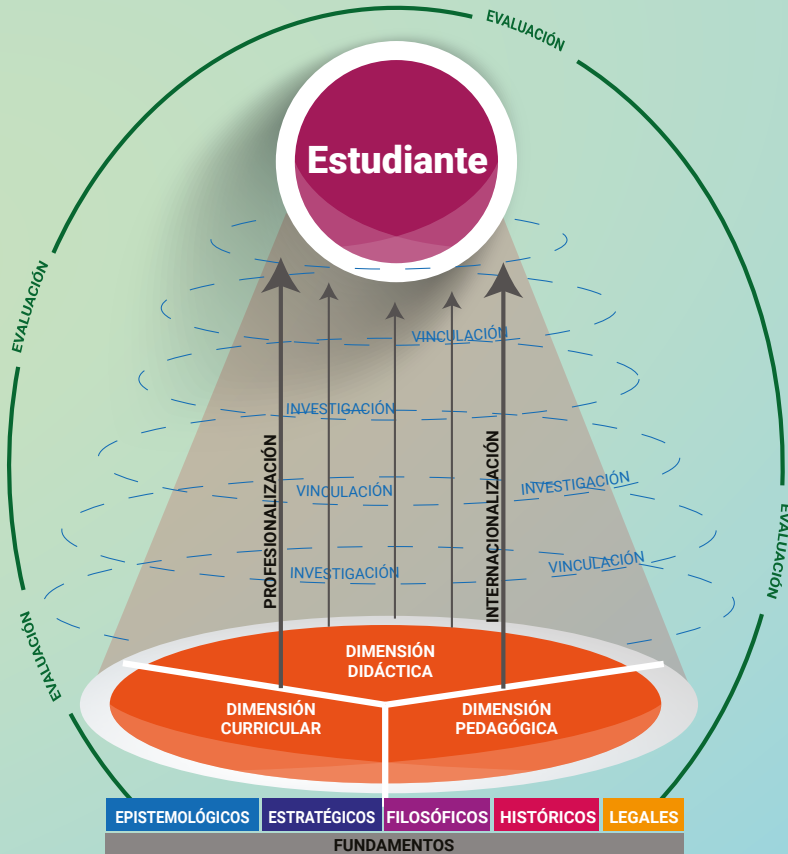 EVALUACIÓN
Estudiante
EVALUACIÓN
VINCULACIÓN
INVESTIGACIÓN
PROFESIONALIZACIÓN
INTERNACIONALIZACIÓN
VINCULACIÓN
INVESTIGACIÓN
INVESTIGACIÓN
VINCULACIÓN
EVALUACIÓN
EVALUACIÓN
DIMENSIÓN
DIDÁCTICA
DIMENSIÓN
CURRICULAR
DIMENSIÓN
PEDAGÓGICA
EPISTEMOLÓGICOS ESTRATÉGICOS FILOSÓFICOS HISTÓRICOS LEGALES
FUNDAMENTOS